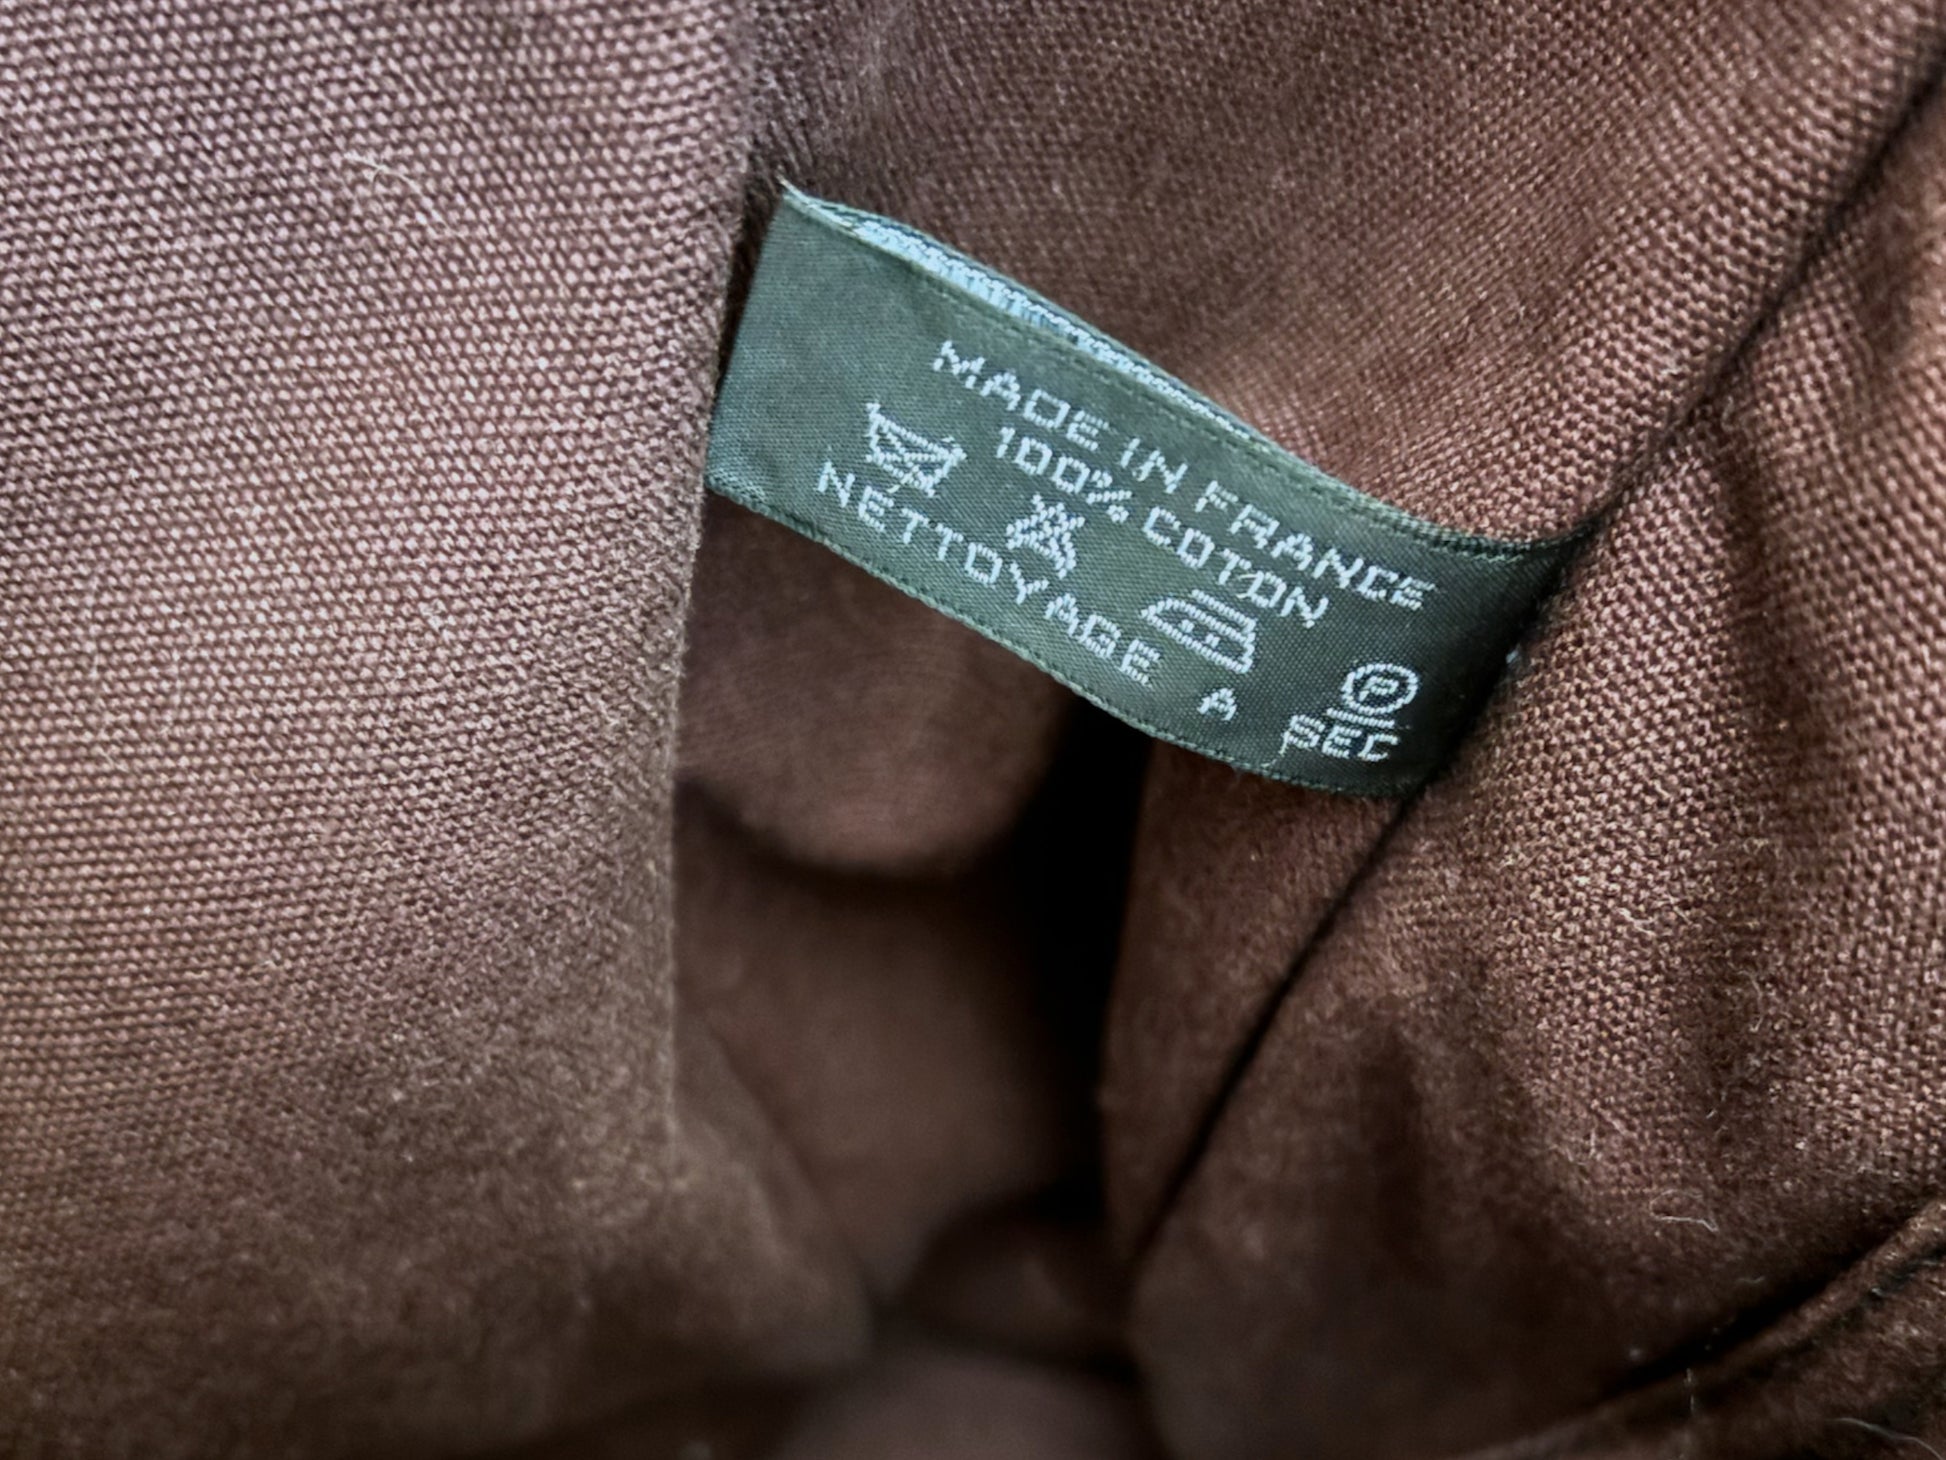 MADE IN FRANCE
100% COTON
P
NETTOYAGE A SEC